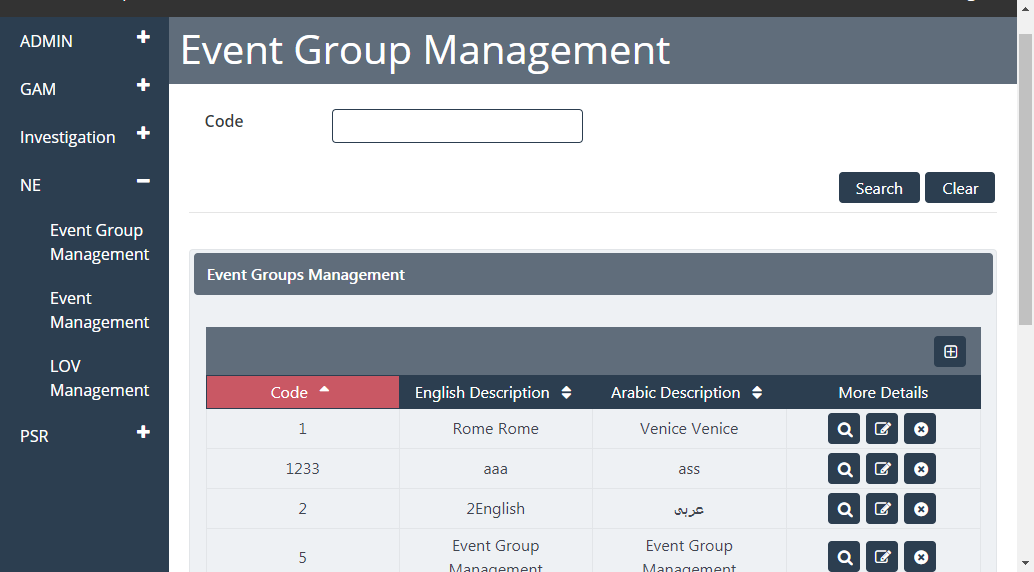 ADMIN
GAM
Investigation
NE
Event Group
Management
Event
Management
LOV
Management
PSR
Event Group Management
Code
Search Clear
Event Groups Management
Code English Description Arabic Description More Details
1 Rome Rome Venice Venice
1233 aaa ass
2 2English عربى
5 Event Group Management Event Group Management